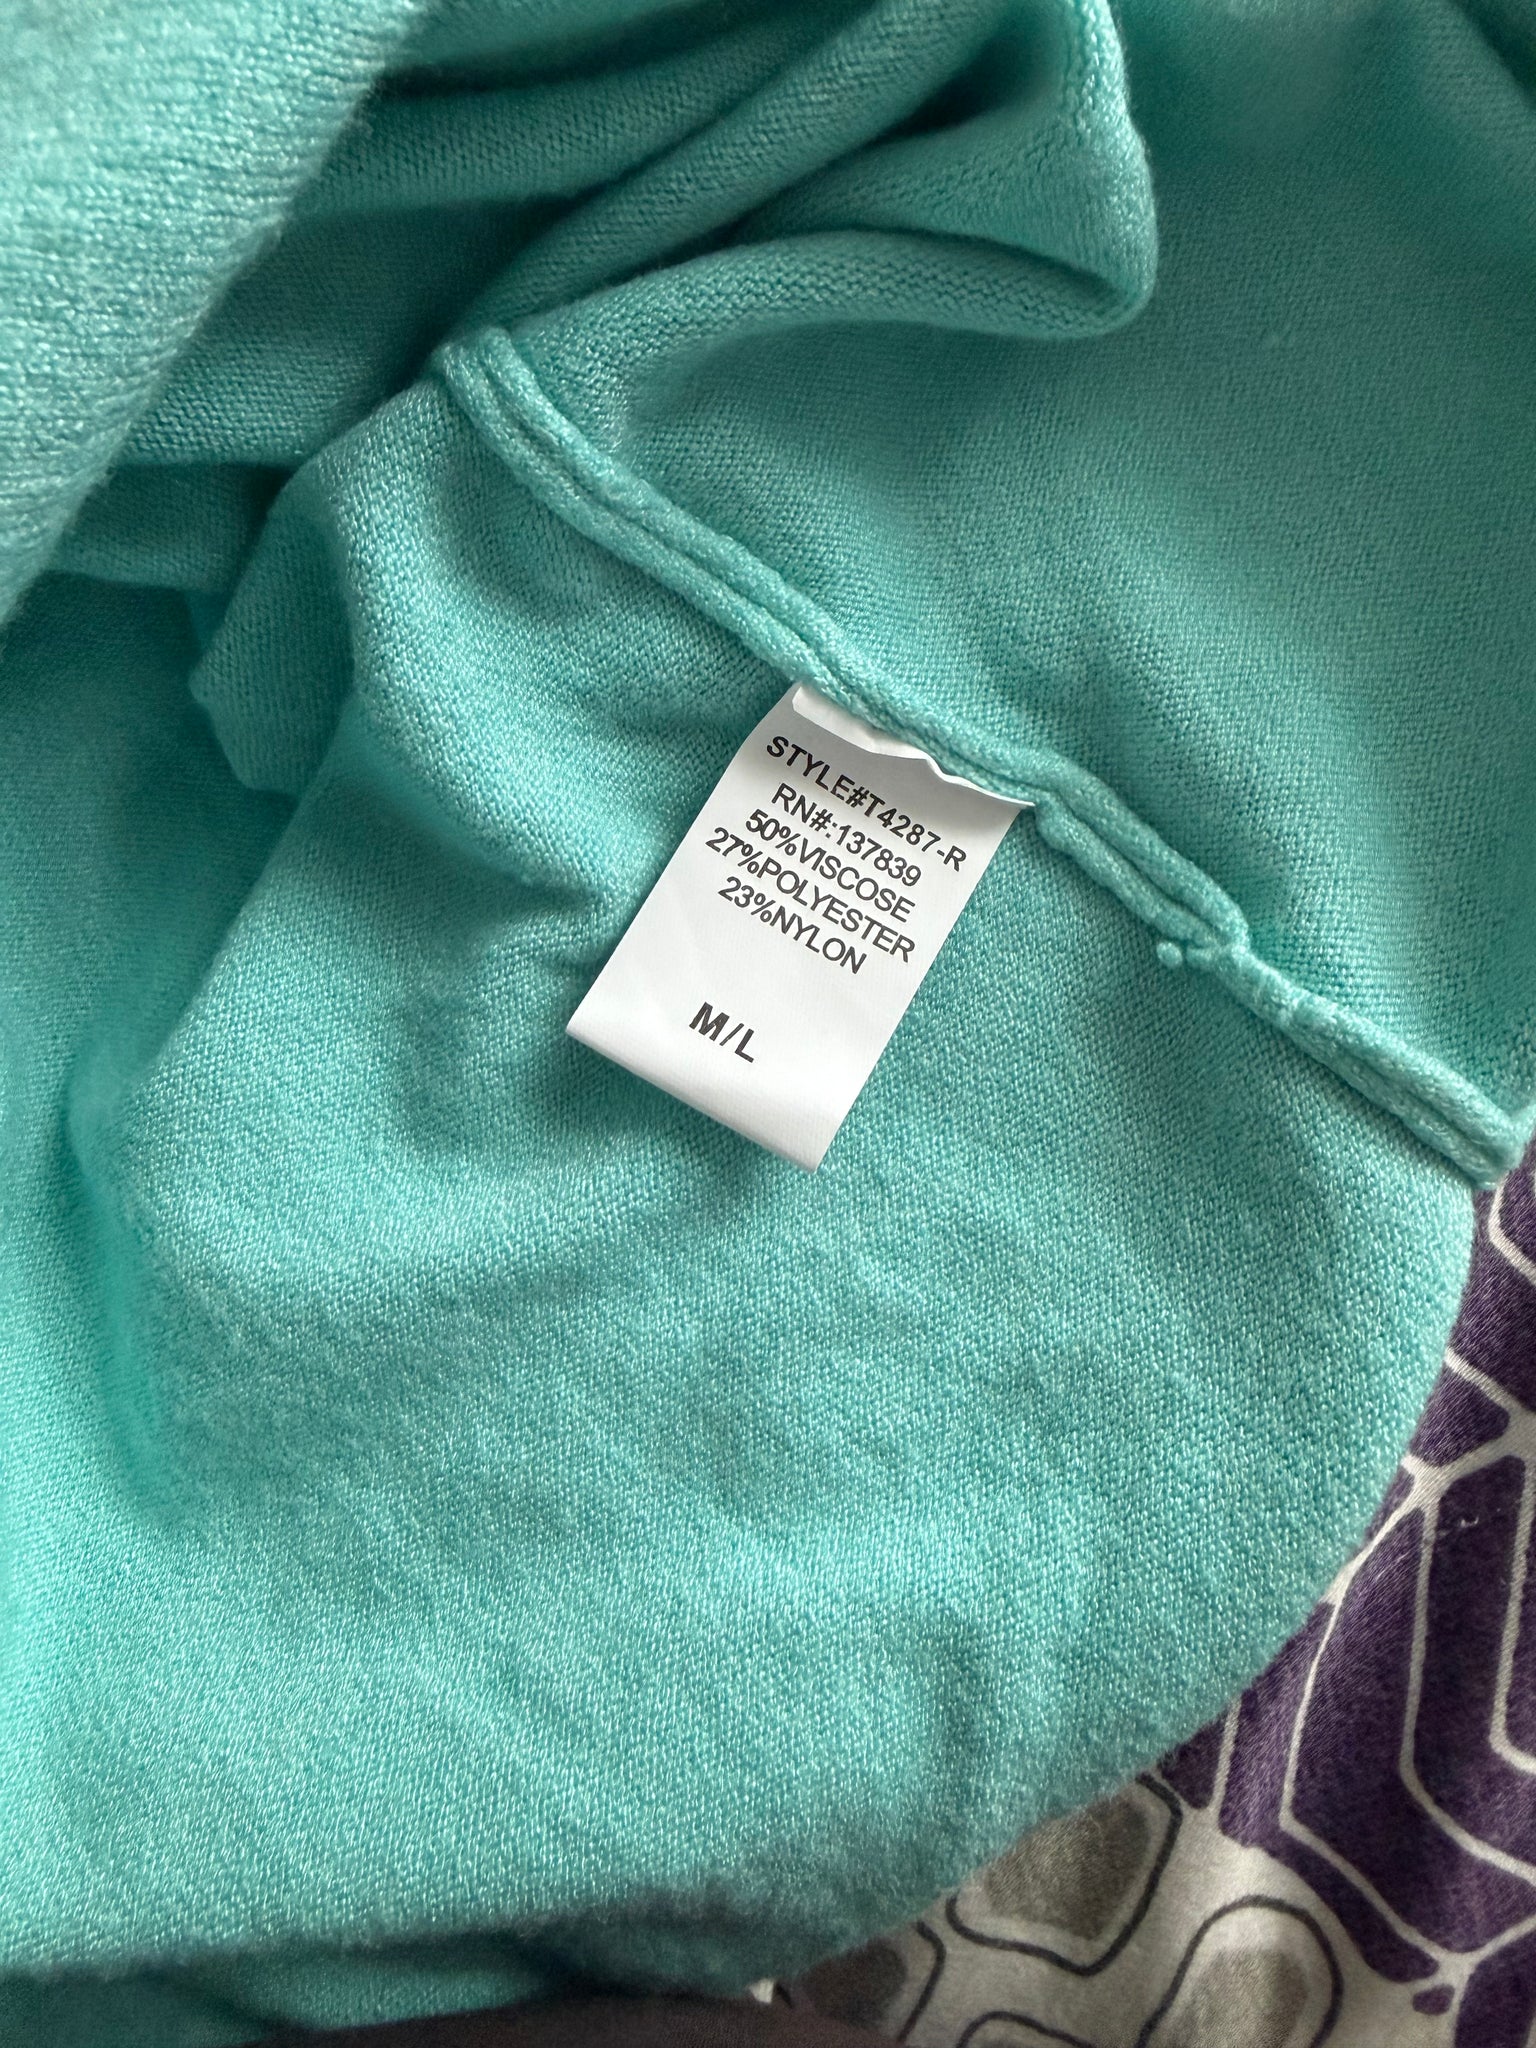 STYLE#T4287-R
RN#:137839
50%VISCOSE
27%POLYESTER
23%NYLON
M/L